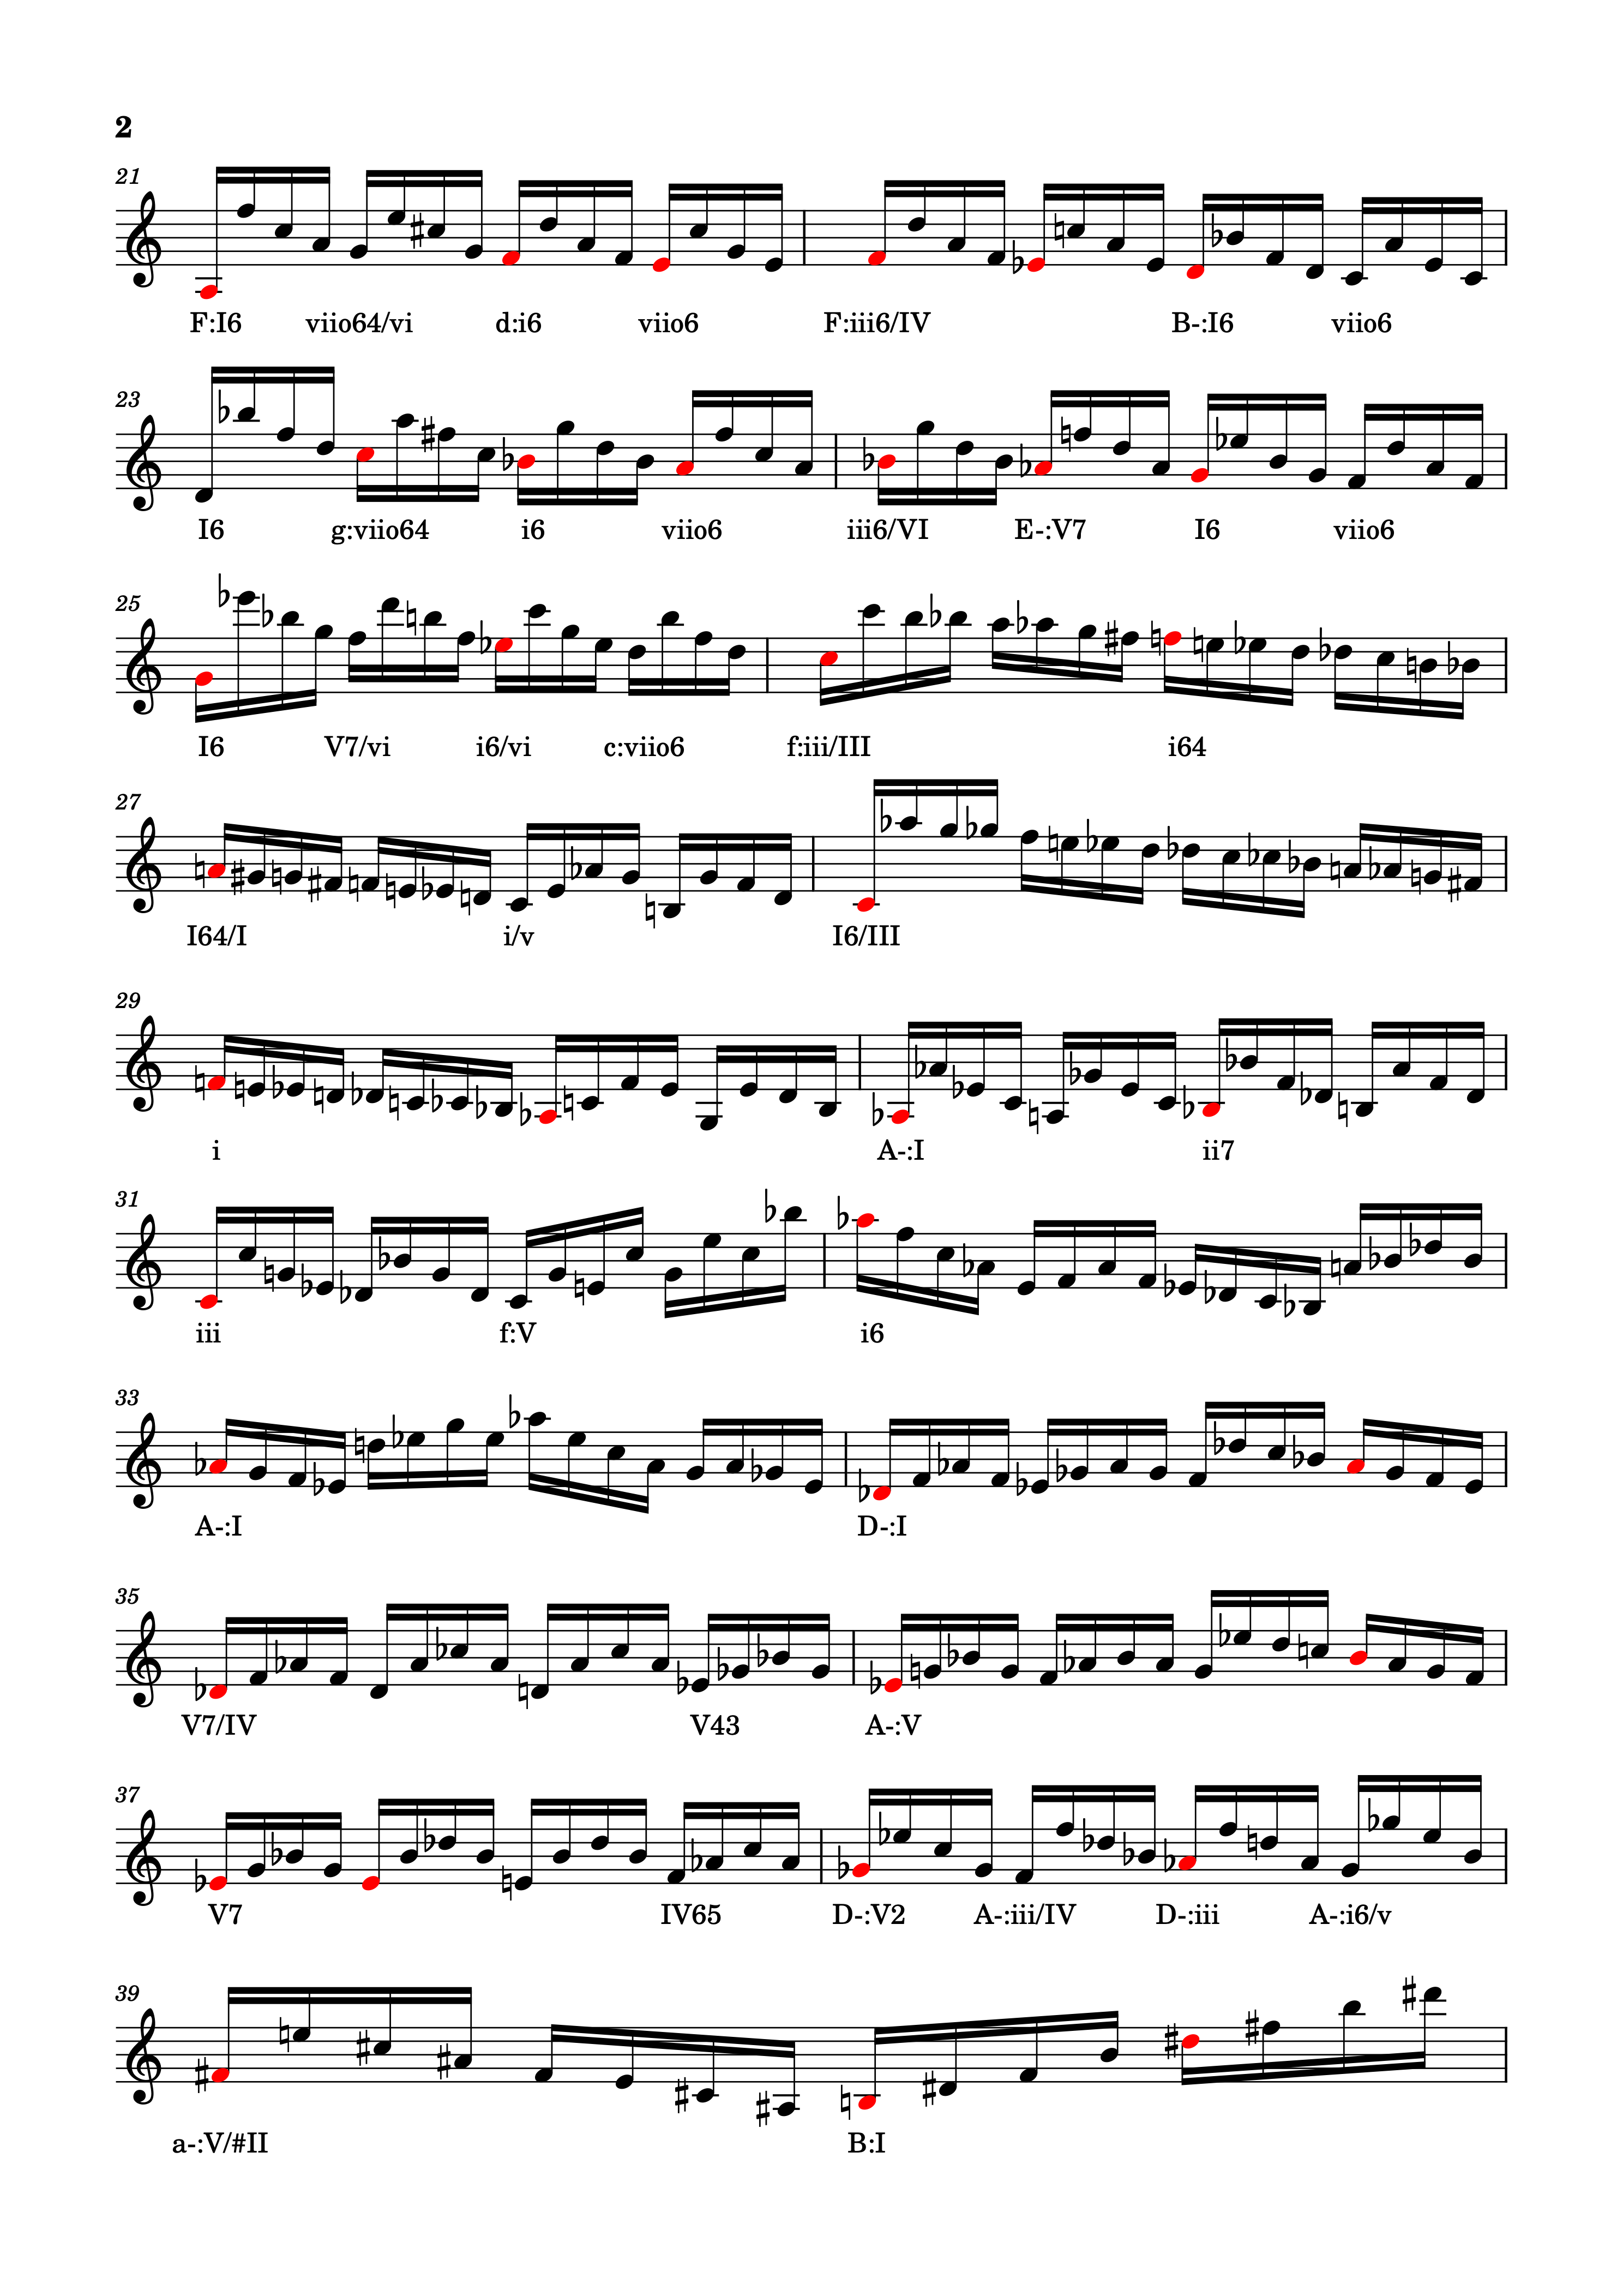 2
21
F:I6 viio64/vi d:i6 viio6 F:iii6/IV B-:I6 viio6
23
I6 g:viio64 i6 viio6 iii6/VI E-:V7 I6 viio6
25
I6 V7/vi i6/vi c:viio6 f:iii/III i64
27
I64/I i/v I6/III
29
i A-:I ii7
31
iii f:V i6
33
A-:I D-:I
35
V7/IV V43 A-:V
37
V7 IV65 D-:V2 A-:iii/IV D-:iii A-:i6/v
39
a-:V/#II B:I